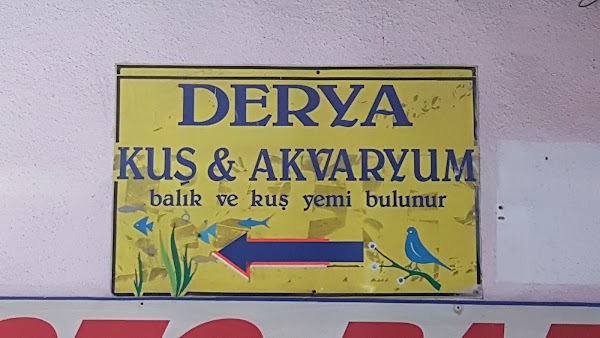 DERYA
KUŞ & AKVARYUM
balık ve kuş yemi bulunur